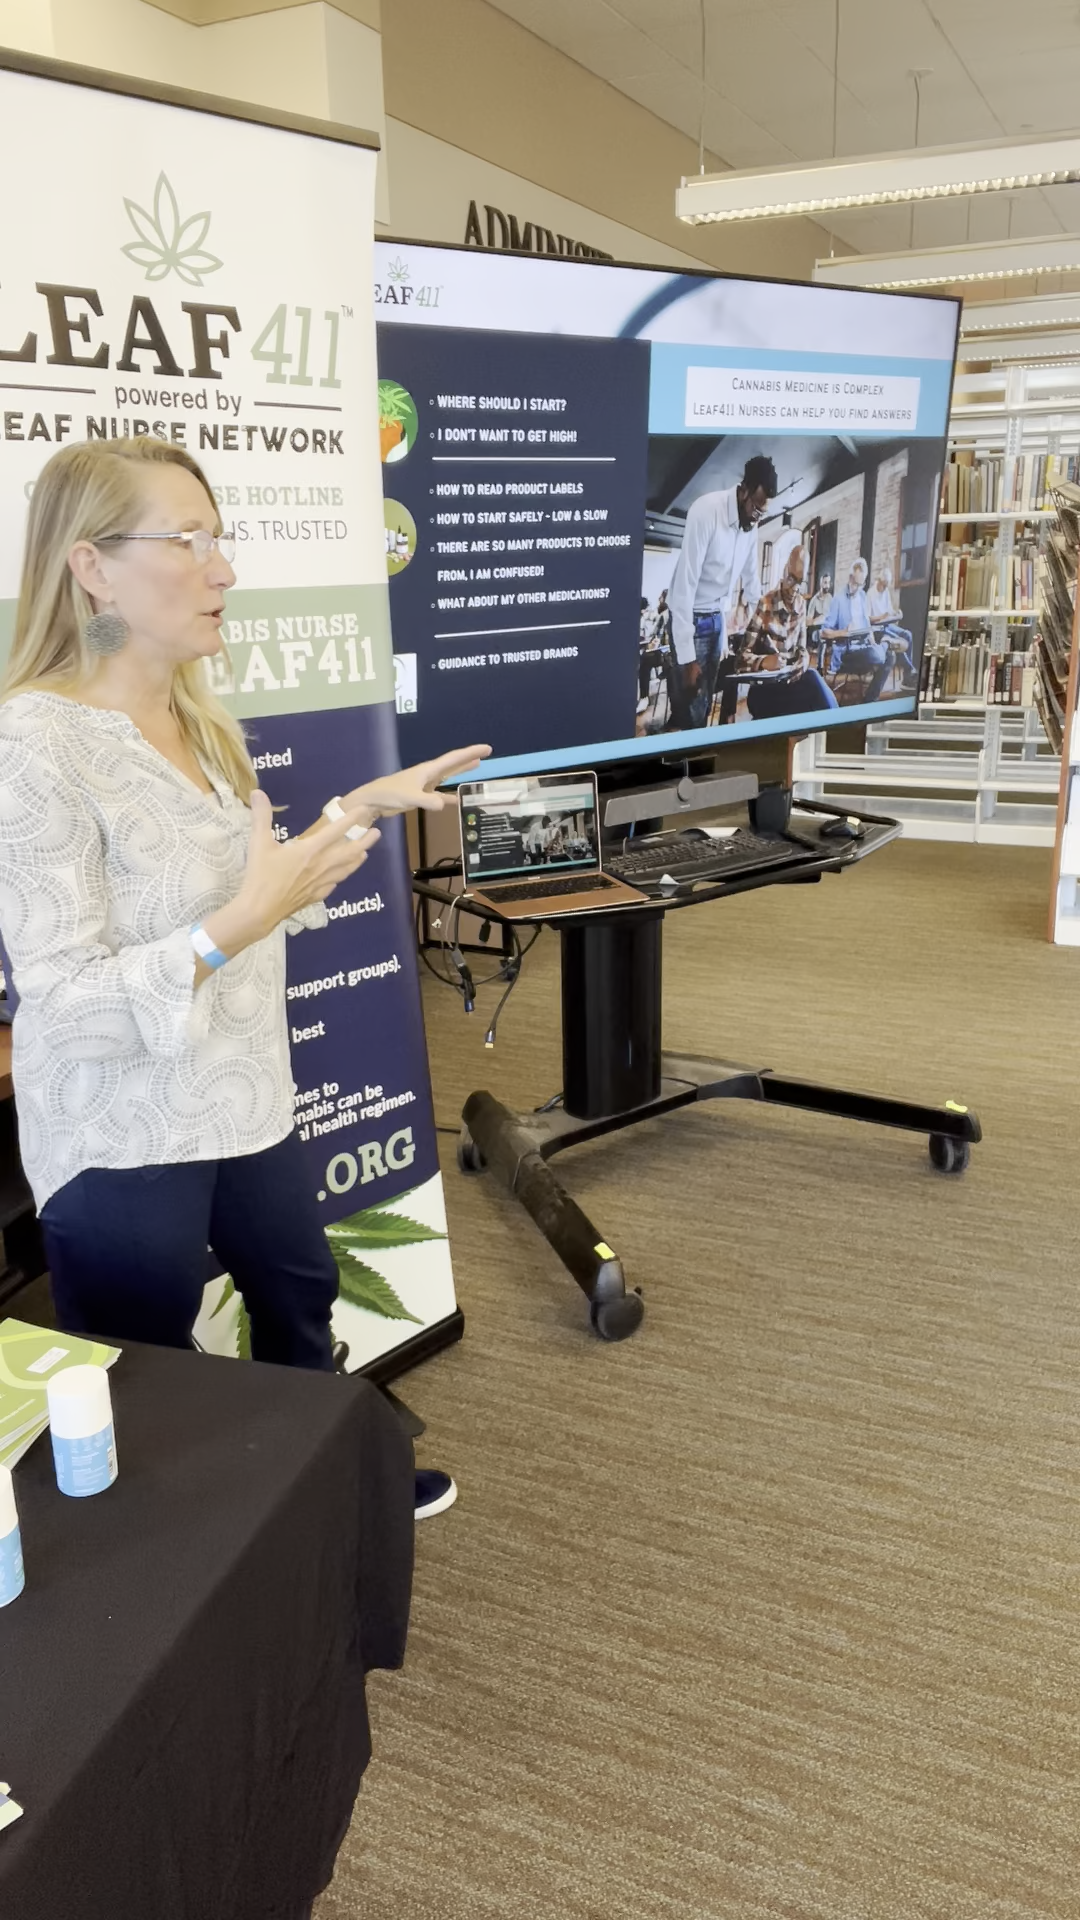 LEAF 411™
powered by
LEAF NURSE NETWORK
SE HOTLINE
S. TRUSTED
BIS NURSE
EAF411
usted
roducts).
support groups).
best
mes to
nnabis can be
al health regimen.
.ORG
ADMINIST
EAF411
WHERE SHOULD I START?
I DON'T WANT TO GET HIGH!
HOW TO READ PRODUCT LABELS
HOW TO START SAFELY - LOW & SLOW
THERE ARE SO MANY PRODUCTS TO CHOOSE
FROM, I AM CONFUSED!
WHAT ABOUT MY OTHER MEDICATIONS?
GUIDANCE TO TRUSTED BRANDS
CANNABIS MEDICINE IS COMPLEX
LEAF411 NURSES CAN HELP YOU FIND ANSWERS